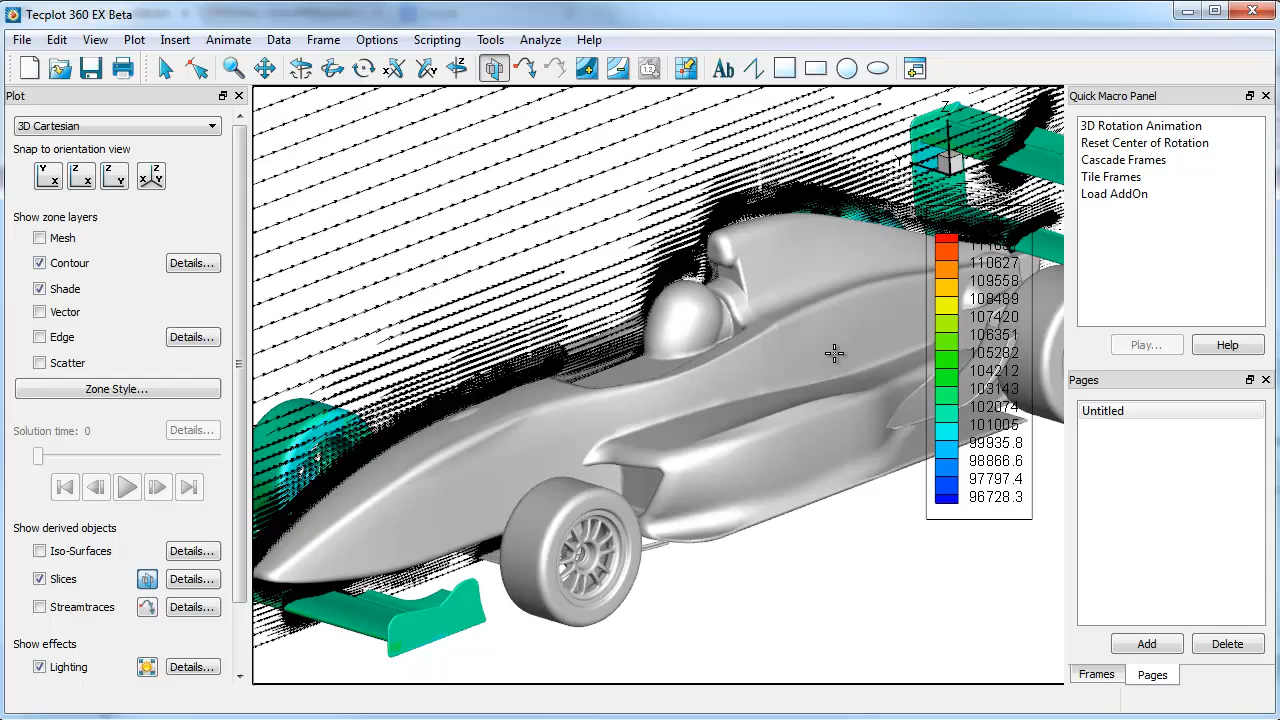 Tecplot 360 EX Beta
File Edit View Plot Insert Animate Data Frame Options Scripting Tools Analyze Help
Plot
3D Cartesian
Snap to orientation view
Y X
Z X
Z Y
X Z Y
Show zone layers
Mesh
Contour Details...
Shade
Vector
Edge Details...
Scatter
Zone Style...
Solution time: 0 Details...
Show derived objects
Iso-Surfaces Details...
Slices Details...
Streamtraces Details...
Show effects
Lighting Details...
Z
Y
110627
109558
108489
107420
106351
105282
104212
103143
102074
101005
99935.8
98866.6
97797.4
96728.3
Quick Macro Panel
3D Rotation Animation
Reset Center of Rotation
Cascade Frames
Tile Frames
Load AddOn
Play... Help
Pages
Untitled
Add Delete
Frames Pages